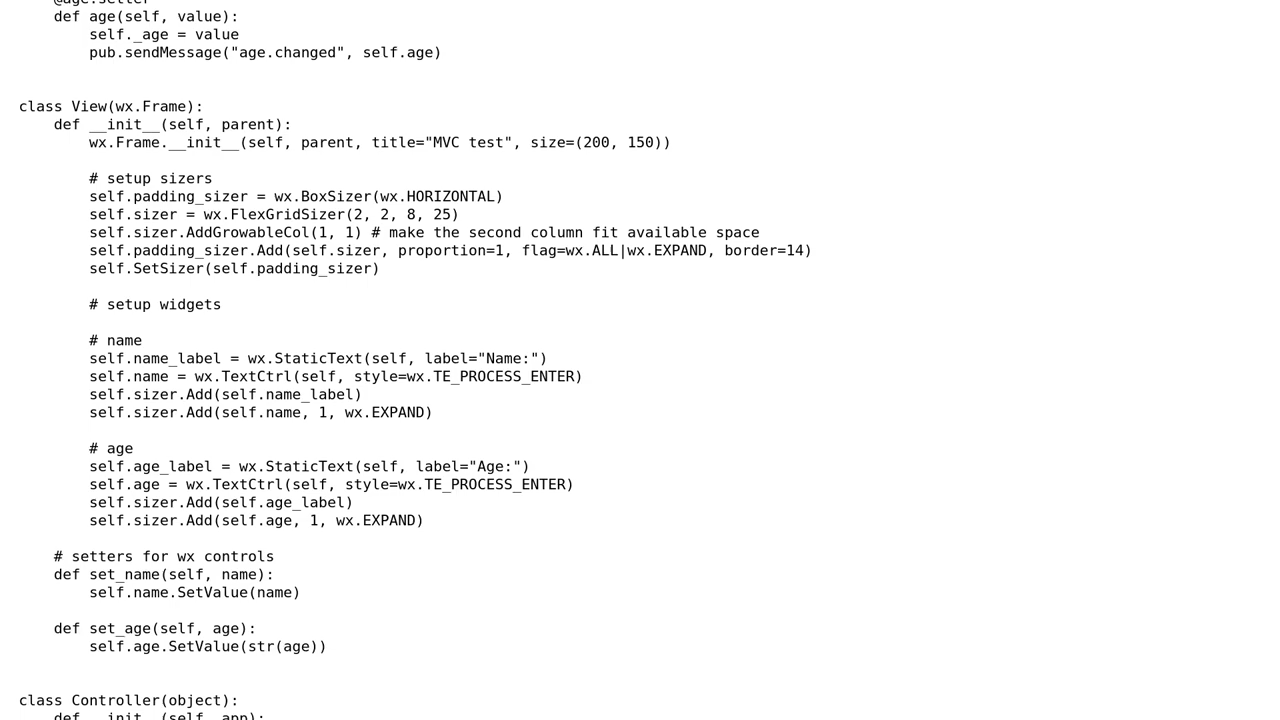 @age.setter
    def age(self, value):
        self._age = value
        pub.sendMessage("age.changed", self.age)


class View(wx.Frame):
    def __init__(self, parent):
        wx.Frame.__init__(self, parent, title="MVC test", size=(200, 150))

        # setup sizers
        self.padding_sizer = wx.BoxSizer(wx.HORIZONTAL)
        self.sizer = wx.FlexGridSizer(2, 2, 8, 25)
        self.sizer.AddGrowableCol(1, 1) # make the second column fit available space
        self.padding_sizer.Add(self.sizer, proportion=1, flag=wx.ALL|wx.EXPAND, border=14)
        self.SetSizer(self.padding_sizer)

        # setup widgets

        # name
        self.name_label = wx.StaticText(self, label="Name:")
        self.name = wx.TextCtrl(self, style=wx.TE_PROCESS_ENTER)
        self.sizer.Add(self.name_label)
        self.sizer.Add(self.name, 1, wx.EXPAND)

        # age
        self.age_label = wx.StaticText(self, label="Age:")
        self.age = wx.TextCtrl(self, style=wx.TE_PROCESS_ENTER)
        self.sizer.Add(self.age_label)
        self.sizer.Add(self.age, 1, wx.EXPAND)

    # setters for wx controls
    def set_name(self, name):
        self.name.SetValue(name)

    def set_age(self, age):
        self.age.SetValue(str(age))


class Controller(object):
    def __init__(self, app):